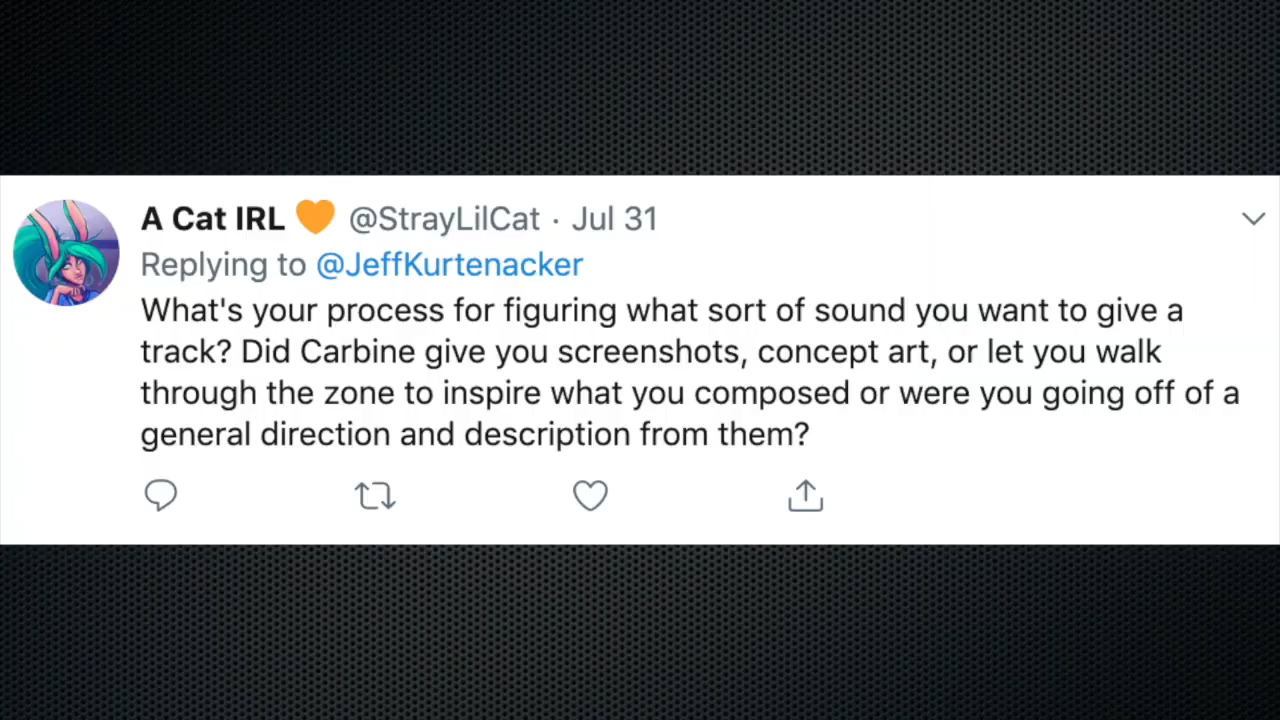 A Cat IRL 🧡 @StrayLilCat · Jul 31
Replying to @JeffKurtenacker
What's your process for figuring what sort of sound you want to give a
track? Did Carbine give you screenshots, concept art, or let you walk
through the zone to inspire what you composed or were you going off of a
general direction and description from them?